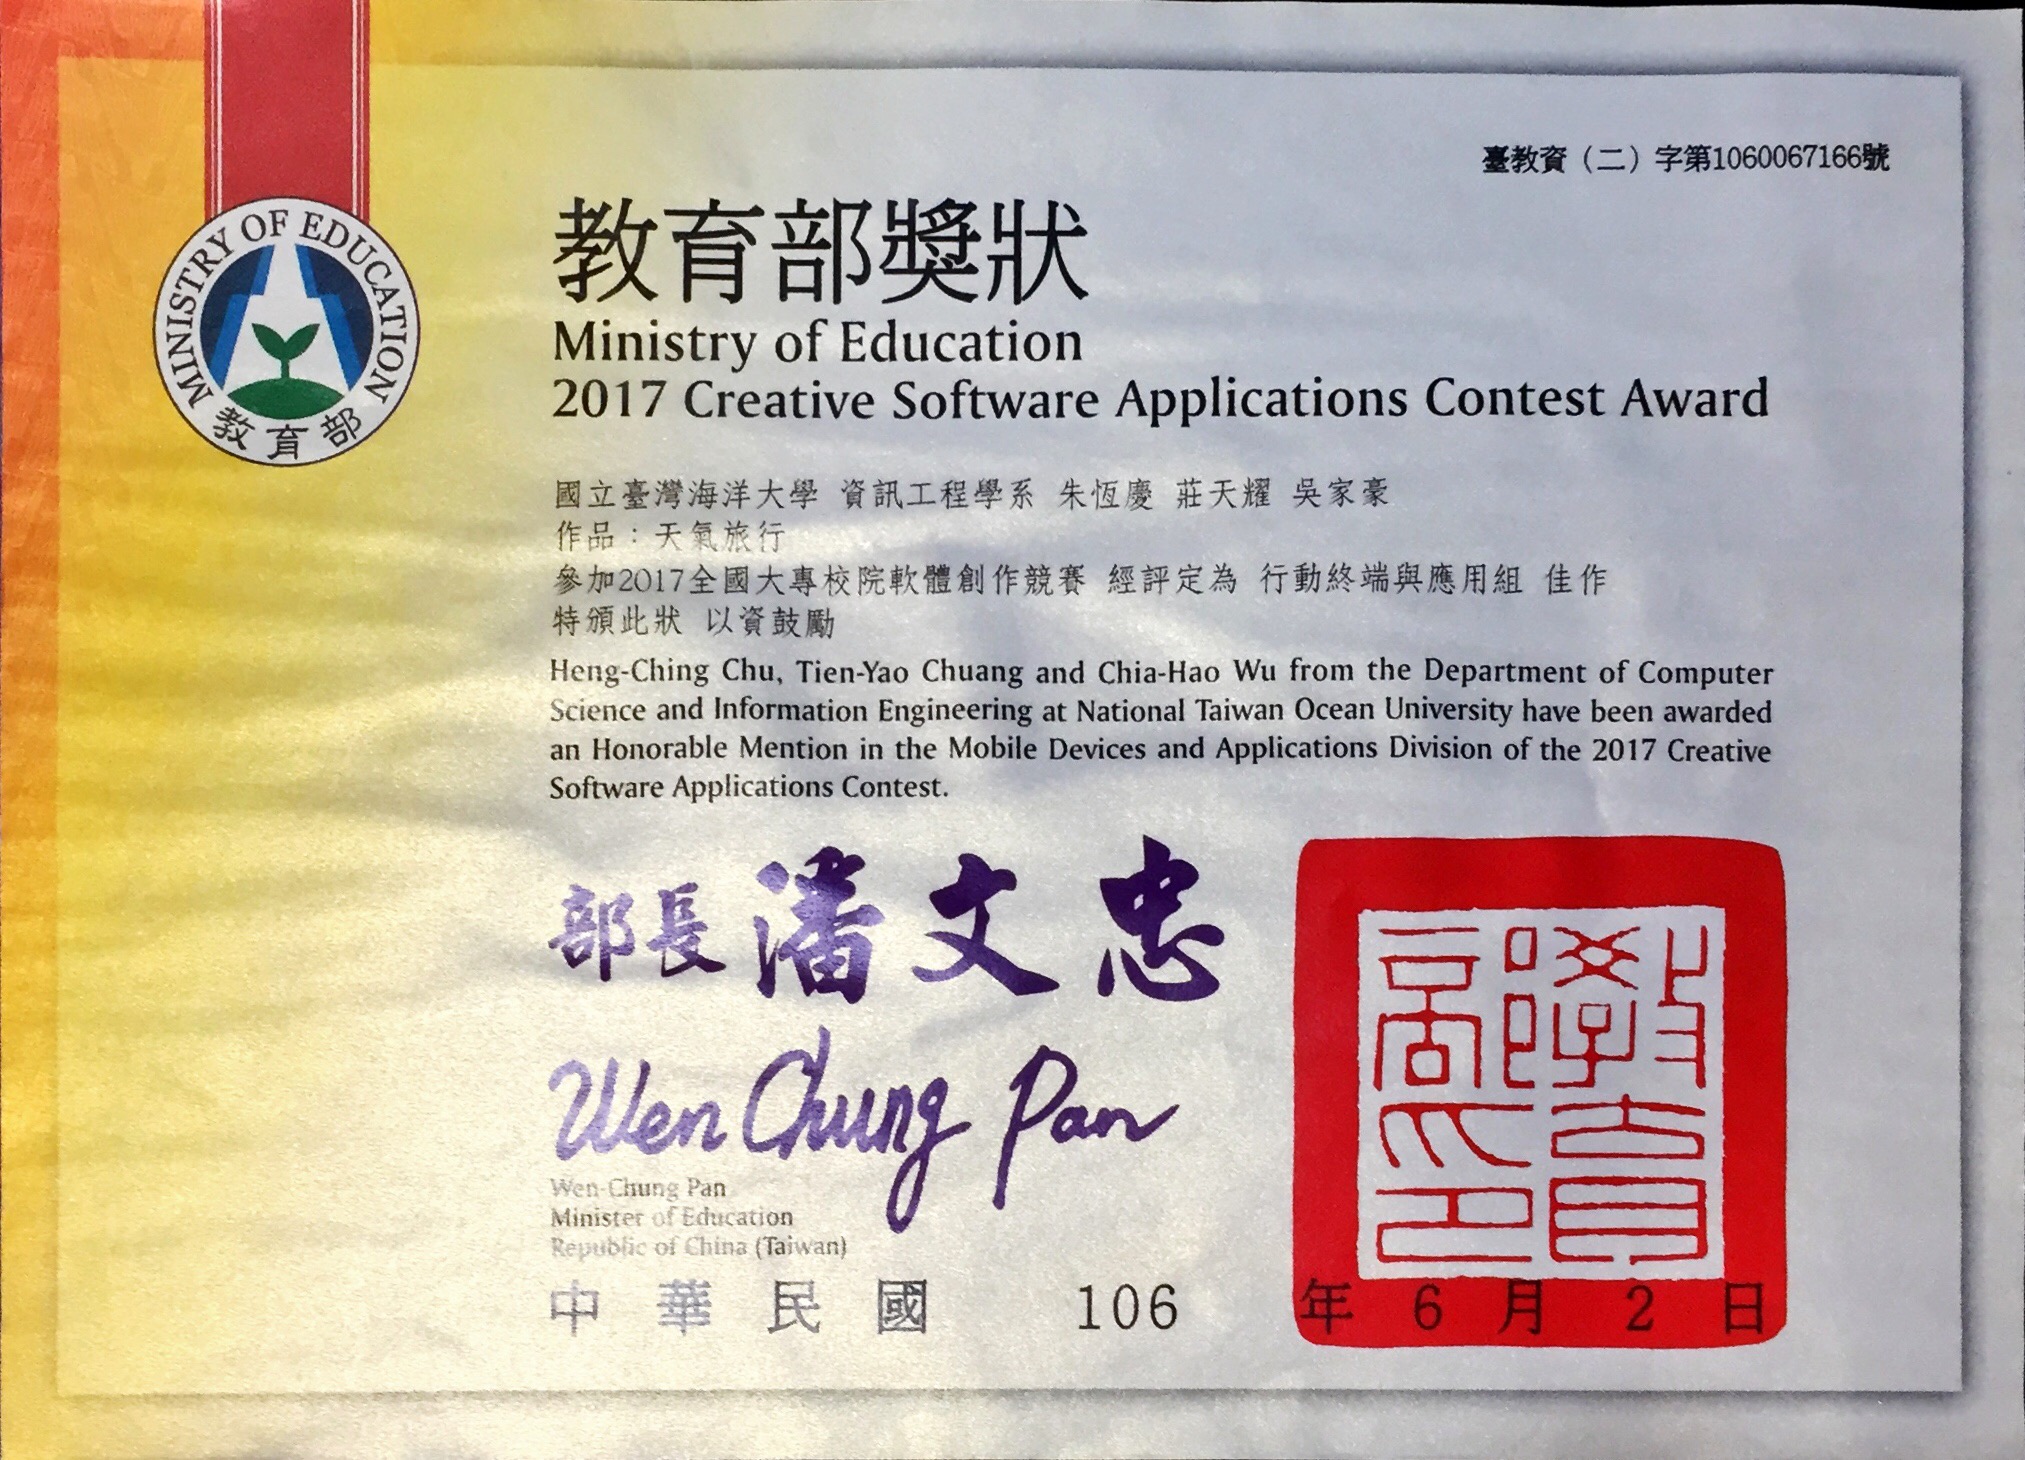 臺教資（二）字第1060067166號
MINISTRY OF EDUCATION
教育部
教育部獎狀
Ministry of Education
2017 Creative Software Applications Contest Award
國立臺灣海洋大學 資訊工程學系 朱恆慶 莊天耀 吳家豪
作品：天氣旅行
參加2017全國大專校院軟體創作競賽 經評定為 行動終端與應用組 佳作
特頒此狀 以資鼓勵
Heng-Ching Chu, Tien-Yao Chuang and Chia-Hao Wu from the Department of Computer
Science and Information Engineering at National Taiwan Ocean University have been awarded
an Honorable Mention in the Mobile Devices and Applications Division of the 2017 Creative
Software Applications Contest.
部長 潘文忠
Wen Chung Pan
Wen-Chung Pan
Minister of Education
Republic of China (Taiwan)
教育
部印
中華民國 106 年 6 月 2 日